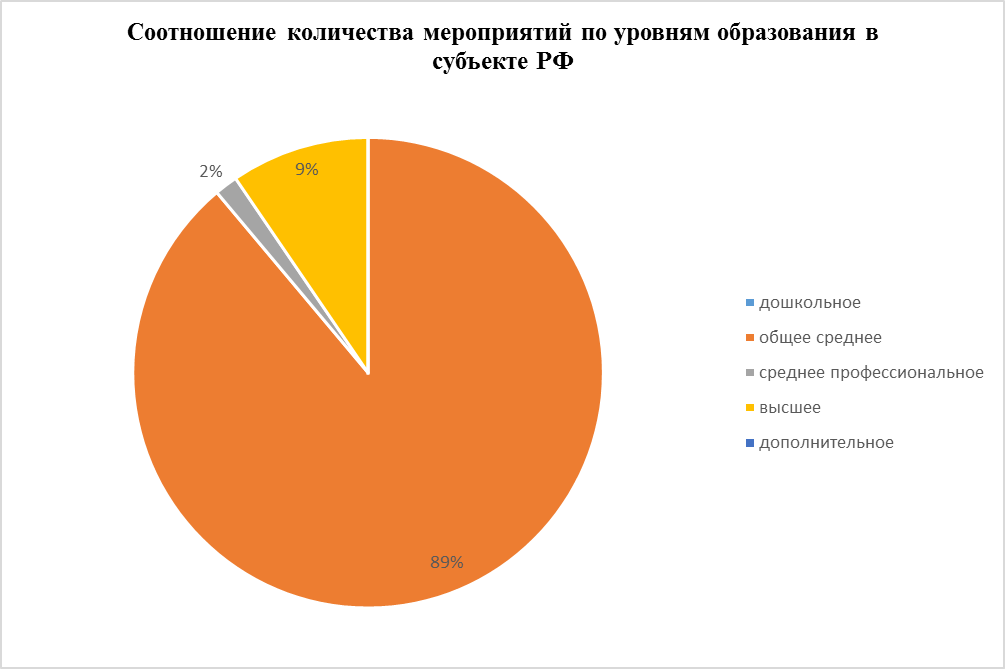 Соотношение количества мероприятий по уровням образования в
субъекте РФ
2%
9%
89%
дошкольное
общее среднее
среднее профессиональное
высшее
дополнительное